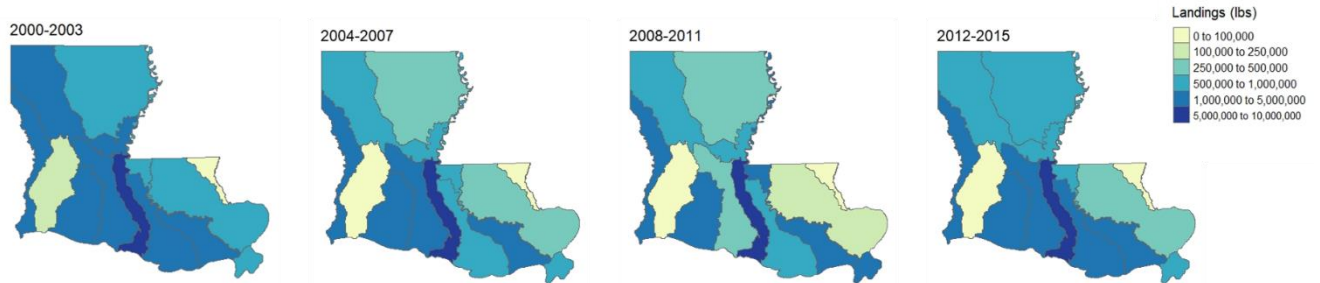 2000-2003
2004-2007
2008-2011
2012-2015
Landings (lbs)
0 to 100,000
100,000 to 250,000
250,000 to 500,000
500,000 to 1,000,000
1,000,000 to 5,000,000
5,000,000 to 10,000,000